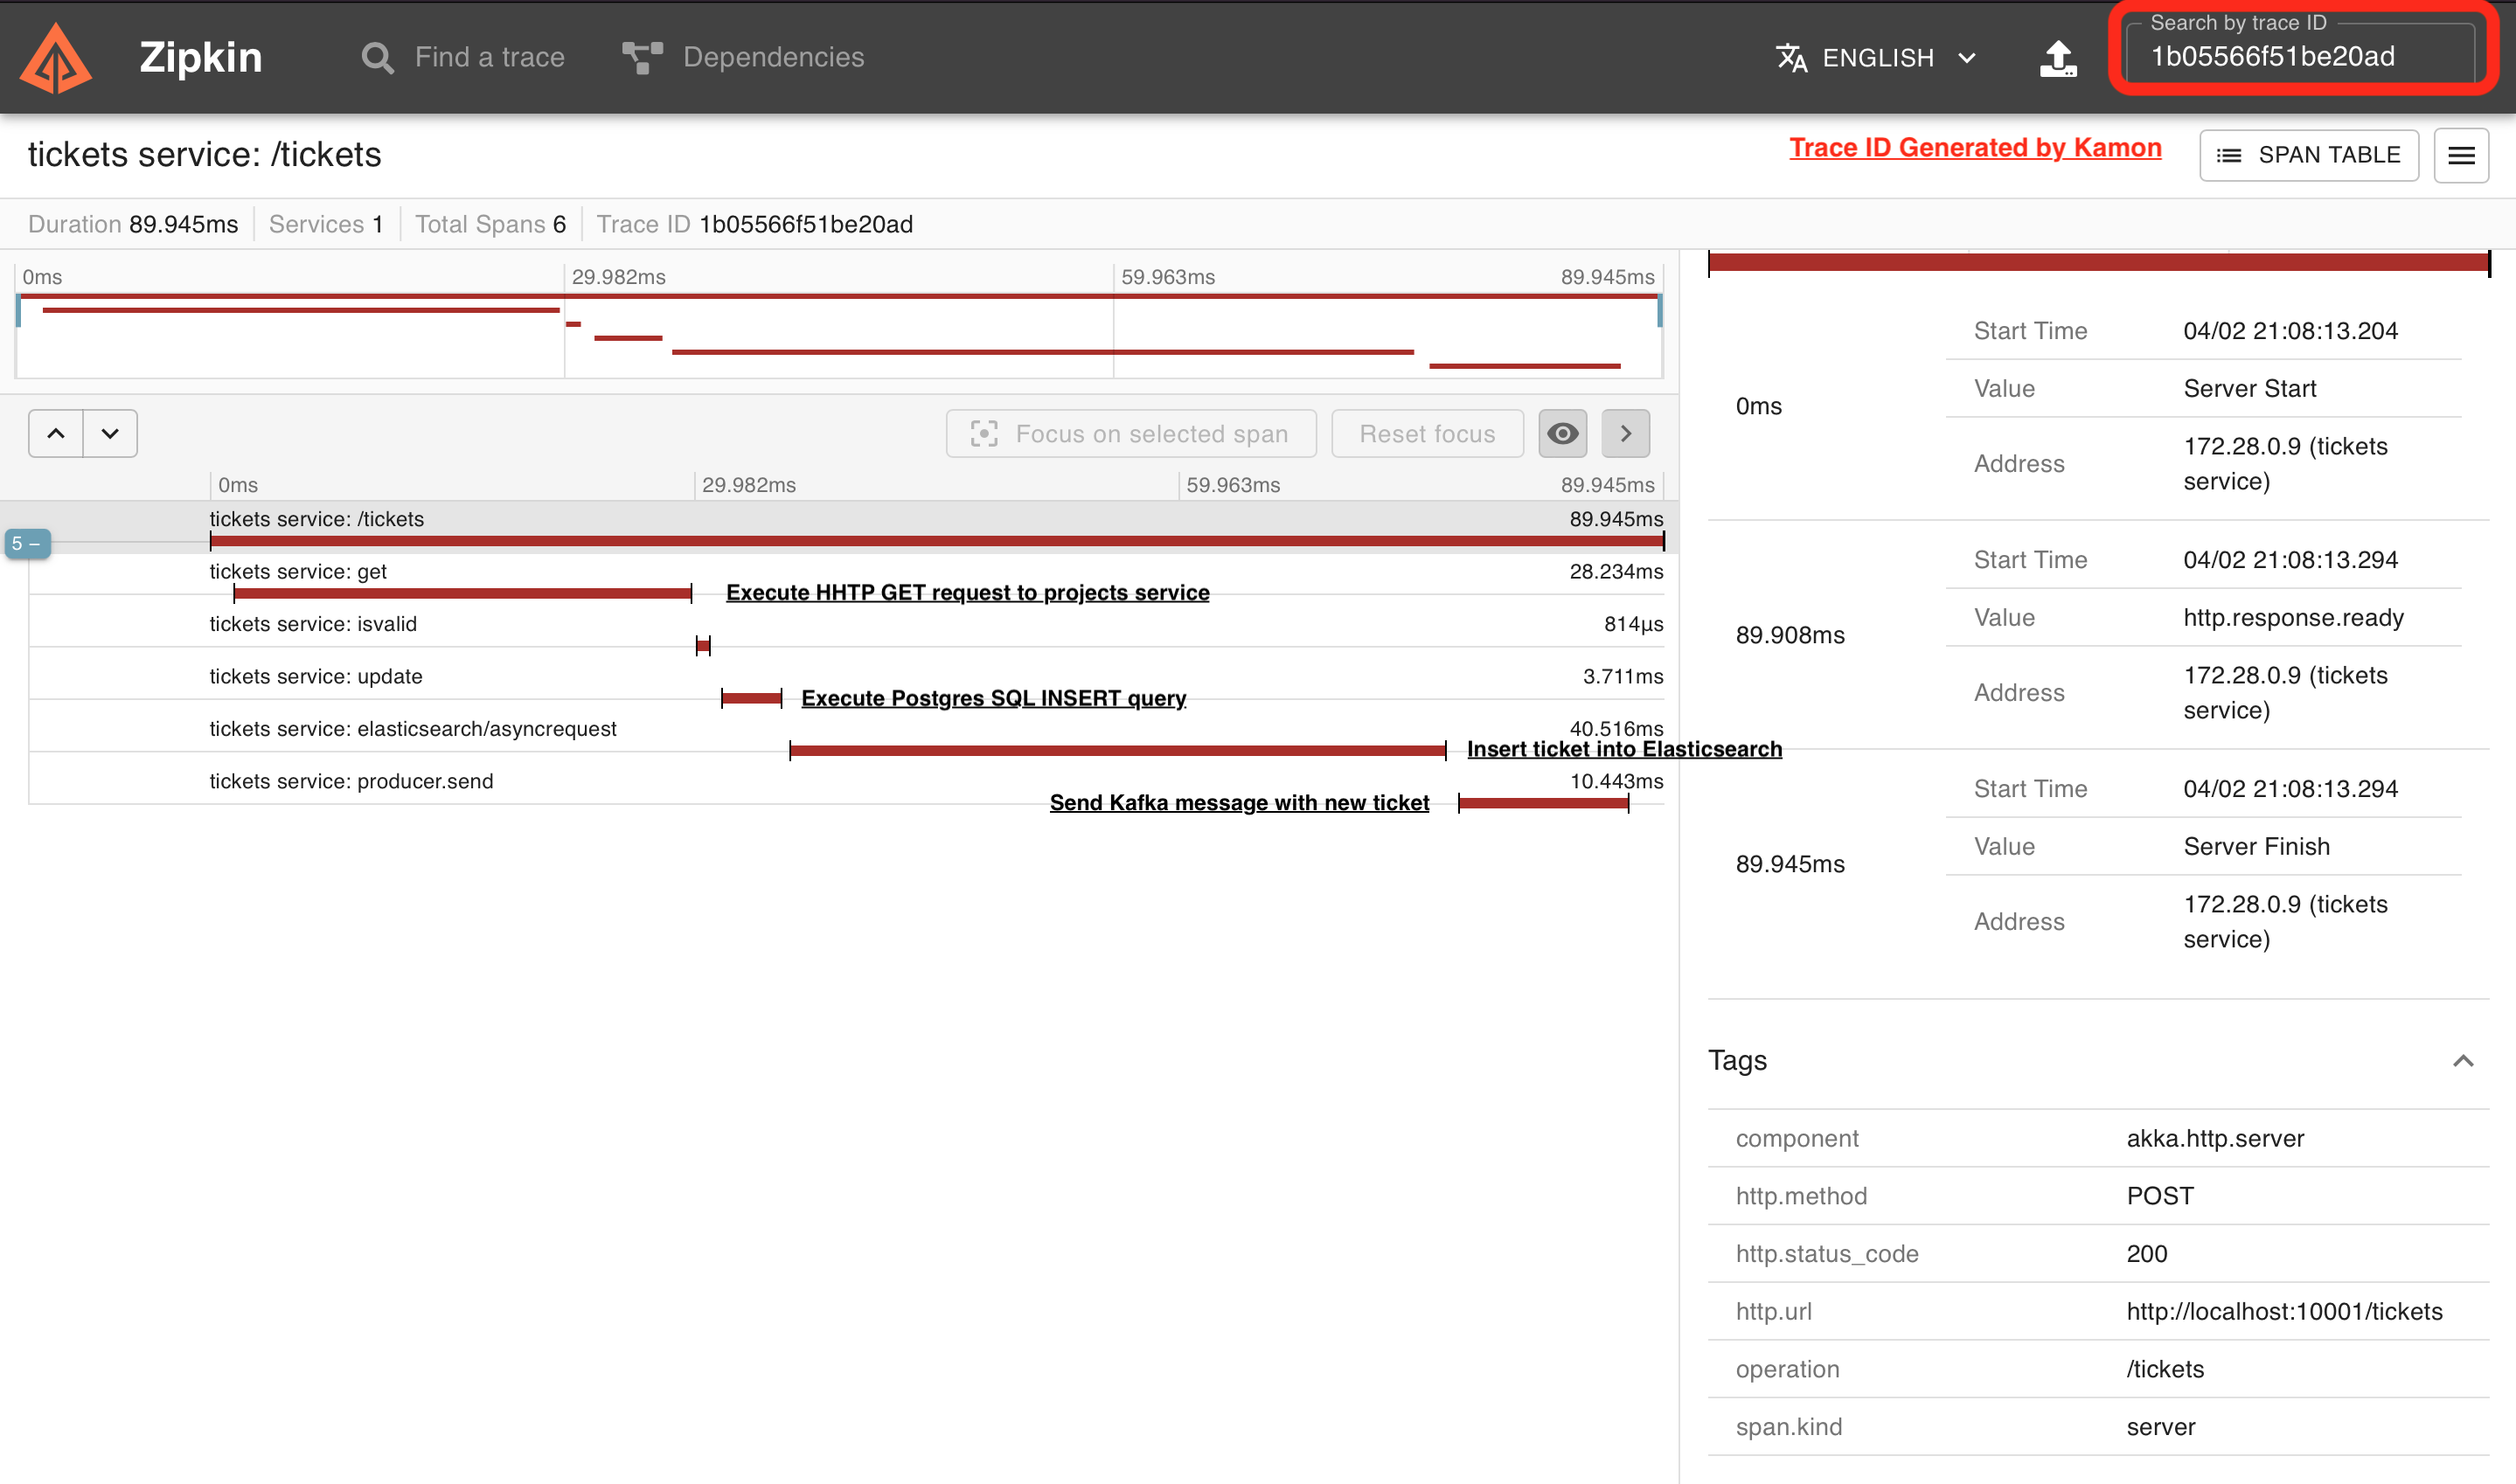 Zipkin
Find a trace
Dependencies
ENGLISH
Search by trace ID
1b05566f51be20ad
tickets service: /tickets
Trace ID Generated by Kamon
SPAN TABLE
Duration 89.945ms
Services 1
Total Spans 6
Trace ID 1b05566f51be20ad
0ms
29.982ms
59.963ms
89.945ms
Focus on selected span
Reset focus
0ms
29.982ms
59.963ms
89.945ms
tickets service: /tickets
89.945ms
5 –
tickets service: get
28.234ms
Execute HHTP GET request to projects service
tickets service: isvalid
814μs
tickets service: update
3.711ms
Execute Postgres SQL INSERT query
tickets service: elasticsearch/asyncrequest
40.516ms
Insert ticket into Elasticsearch
tickets service: producer.send
10.443ms
Send Kafka message with new ticket
0ms
Start Time
04/02 21:08:13.204
Value
Server Start
Address
172.28.0.9 (tickets
service)
89.908ms
Start Time
04/02 21:08:13.294
Value
http.response.ready
Address
172.28.0.9 (tickets
service)
89.945ms
Start Time
04/02 21:08:13.294
Value
Server Finish
Address
172.28.0.9 (tickets
service)
Tags
component
akka.http.server
http.method
POST
http.status_code
200
http.url
http://localhost:10001/tickets
operation
/tickets
span.kind
server